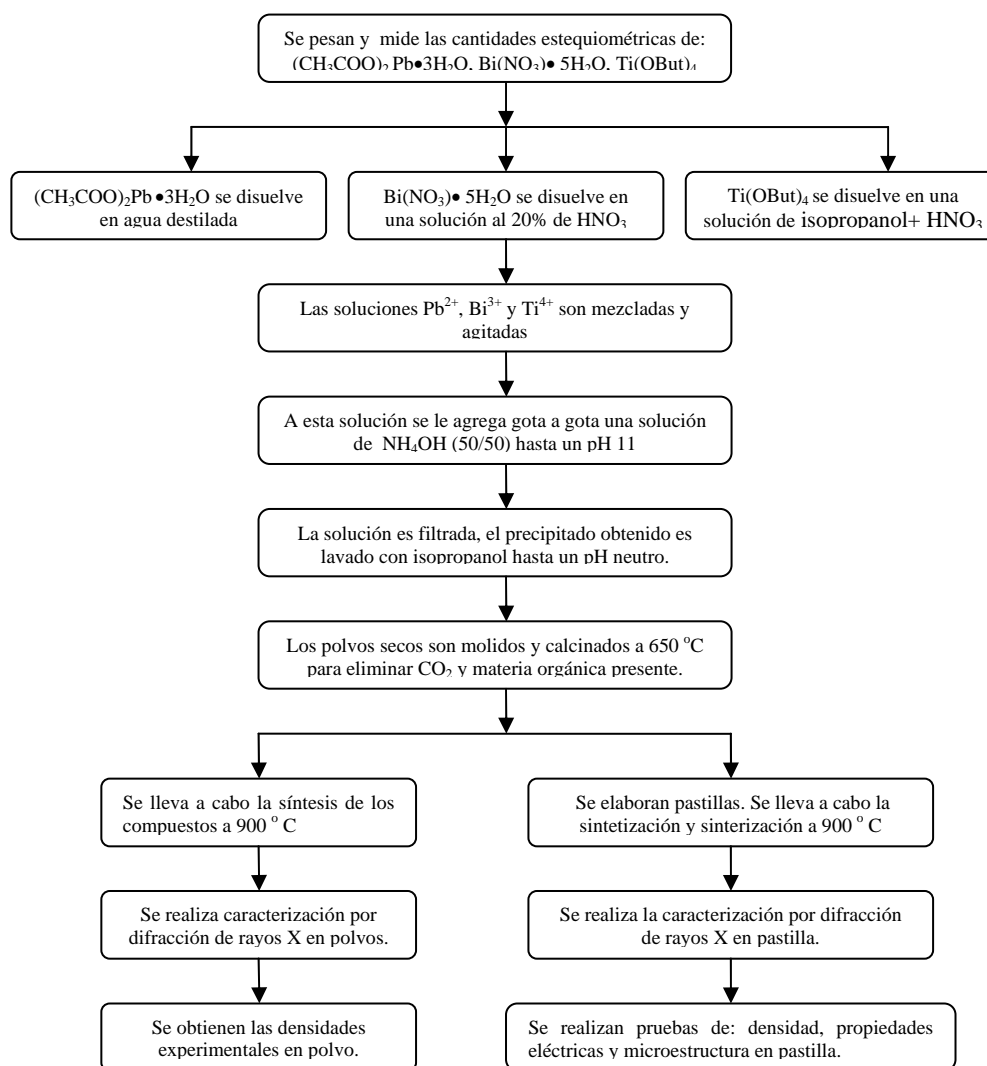 Se pesan y mide las cantidades estequiométricas de:
(CH₃COO)₂ Pb•3H₂O, Bi(NO₃)• 5H₂O, Ti(OBut)₄
(CH₃COO)₂Pb•3H₂O se disuelve
en agua destilada
Bi(NO₃)• 5H₂O se disuelve en
una solución al 20% de HNO₃
Ti(OBut)₄ se disuelve en una
solución de isopropanol+ HNO₃
Las soluciones Pb²⁺, Bi³⁺ y Ti⁴⁺ son mezcladas y
agitadas
A esta solución se le agrega gota a gota una solución
de NH₄OH (50/50) hasta un pH 11
La solución es filtrada, el precipitado obtenido es
lavado con isopropanol hasta un pH neutro.
Los polvos secos son molidos y calcinados a 650 °C
para eliminar CO₂ y materia orgánica presente.
Se lleva a cabo la síntesis de los
compuestos a 900 ° C
Se elaboran pastillas. Se lleva a cabo la
sintetización y sinterización a 900 ° C
Se realiza caracterización por
difracción de rayos X en polvos.
Se realiza la caracterización por difracción
de rayos X en pastilla.
Se obtienen las densidades
experimentales en polvo.
Se realizan pruebas de: densidad, propiedades
eléctricas y microestructura en pastilla.